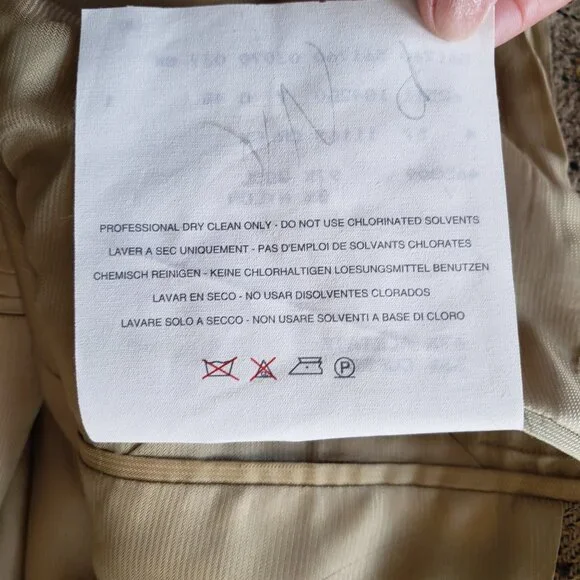 PROFESSIONAL DRY CLEAN ONLY - DO NOT USE CHLORINATED SOLVENTS
LAVER A SEC UNIQUEMENT - PAS D'EMPLOI DE SOLVANTS CHLORATES
CHEMISCH REINIGEN - KEINE CHLORHALTIGEN LOESUNGSMITTEL BENUTZEN
LAVAR EN SECO - NO USAR DISOLVENTES CLORADOS
LAVARE SOLO A SECCO - NON USARE SOLVENTI A BASE DI CLORO
P